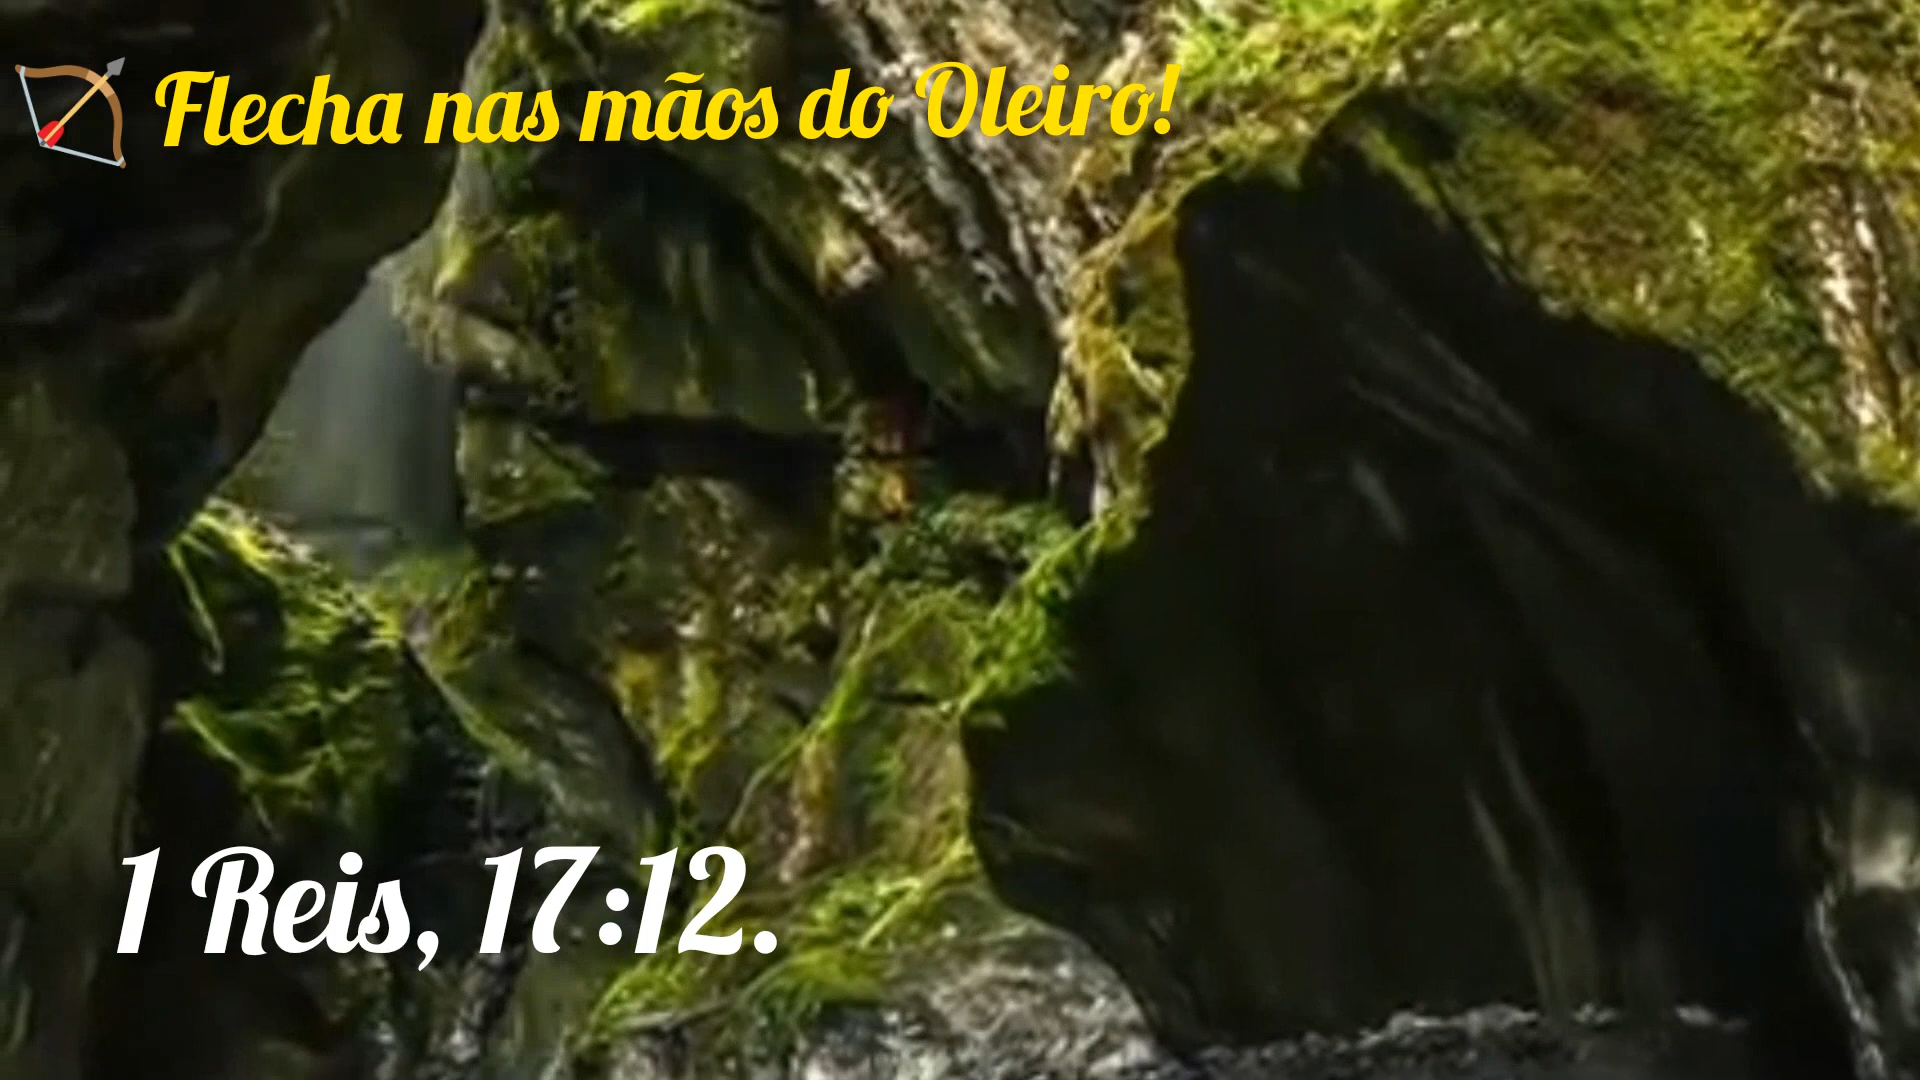 Flecha nas mãos do Oleiro!
1 Reis, 17:12.